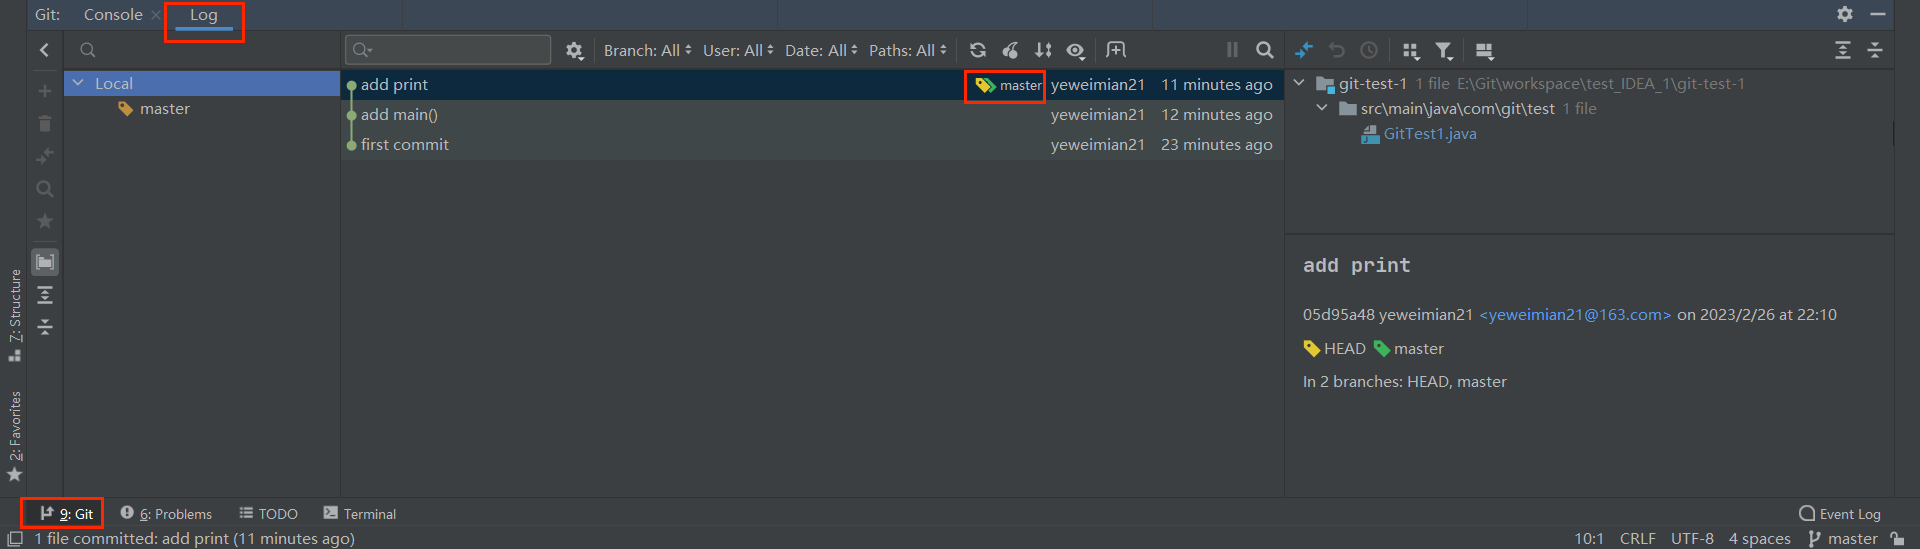 Git: Console Log
Branch: All User: All Date: All Paths: All
Local
master
add print master yeweimian21 11 minutes ago
add main() yeweimian21 12 minutes ago
first commit yeweimian21 23 minutes ago
git-test-1 1 file E:\Git\workspace\test_IDEA_1\git-test-1
src\main\java\com\git\test 1 file
GitTest1.java
add print
05d95a48 yeweimian21 <yeweimian21@163.com> on 2023/2/26 at 22:10
HEAD master
In 2 branches: HEAD, master
7: Structure
2: Favorites
9: Git 6: Problems TODO Terminal Event Log
1 file committed: add print (11 minutes ago) 10:1 CRLF UTF-8 4 spaces master